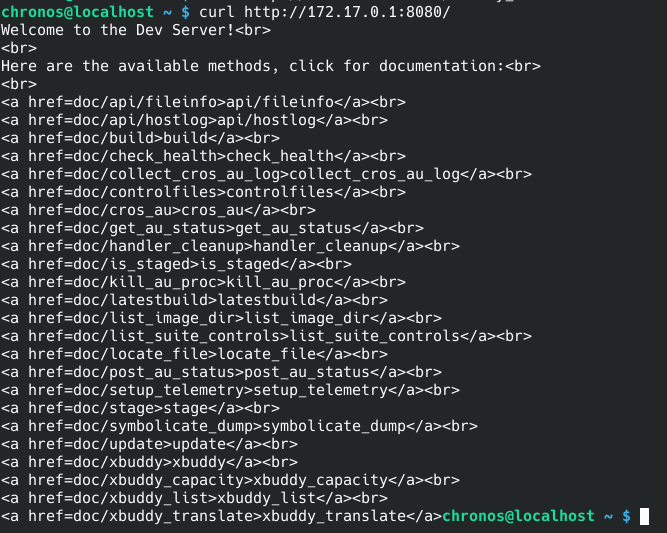 chronos@localhost ~ $ curl http://172.17.0.1:8080/
Welcome to the Dev Server!<br>
<br>
Here are the available methods, click for documentation:<br>
<br>
<a href=doc/api/fileinfo>api/fileinfo</a><br>
<a href=doc/api/hostlog>api/hostlog</a><br>
<a href=doc/build>build</a><br>
<a href=doc/check_health>check_health</a><br>
<a href=doc/collect_cros_au_log>collect_cros_au_log</a><br>
<a href=doc/controlfiles>controlfiles</a><br>
<a href=doc/cros_au>cros_au</a><br>
<a href=doc/get_au_status>get_au_status</a><br>
<a href=doc/handler_cleanup>handler_cleanup</a><br>
<a href=doc/is_staged>is_staged</a><br>
<a href=doc/kill_au_proc>kill_au_proc</a><br>
<a href=doc/latestbuild>latestbuild</a><br>
<a href=doc/list_image_dir>list_image_dir</a><br>
<a href=doc/list_suite_controls>list_suite_controls</a><br>
<a href=doc/locate_file>locate_file</a><br>
<a href=doc/post_au_status>post_au_status</a><br>
<a href=doc/setup_telemetry>setup_telemetry</a><br>
<a href=doc/stage>stage</a><br>
<a href=doc/symbolicate_dump>symbolicate_dump</a><br>
<a href=doc/update>update</a><br>
<a href=doc/xbuddy>xbuddy</a><br>
<a href=doc/xbuddy_capacity>xbuddy_capacity</a><br>
<a href=doc/xbuddy_list>xbuddy_list</a><br>
<a href=doc/xbuddy_translate>xbuddy_translate</a>chronos@localhost ~ $